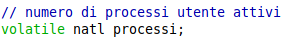 // numero di processi utente attivi
volatile natl processi;